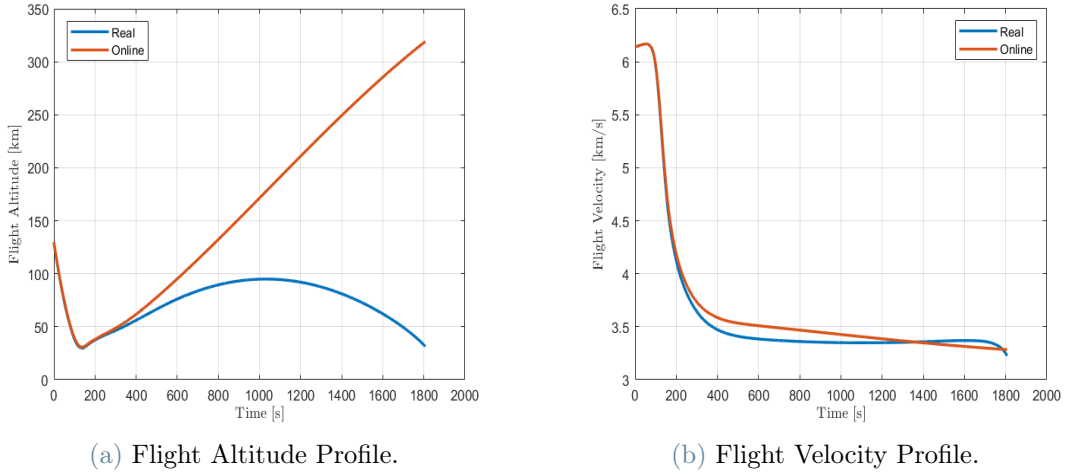 350
300
250
200
150
100
50
0
Flight Altitude [km]
Real
Online
0 200 400 600 800 1000 1200 1400 1600 1800 2000
Time [s]
(a) Flight Altitude Profile.
6.5
6
5.5
5
4.5
4
3.5
3
Flight Velocity [km/s]
Real
Online
0 200 400 600 800 1000 1200 1400 1600 1800 2000
Time [s]
(b) Flight Velocity Profile.